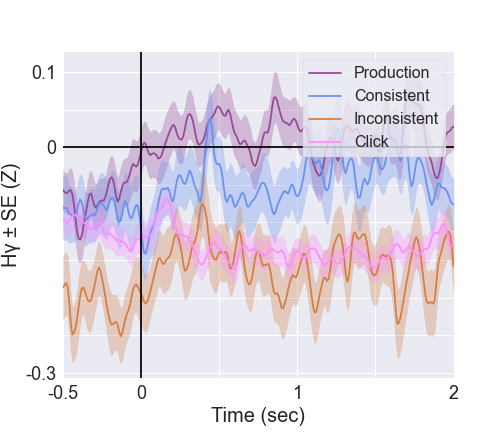 Production
Consistent
Inconsistent
Click
0.1
0
-0.3
Hγ ± SE (Z)
-0.5 0 1 2
Time (sec)